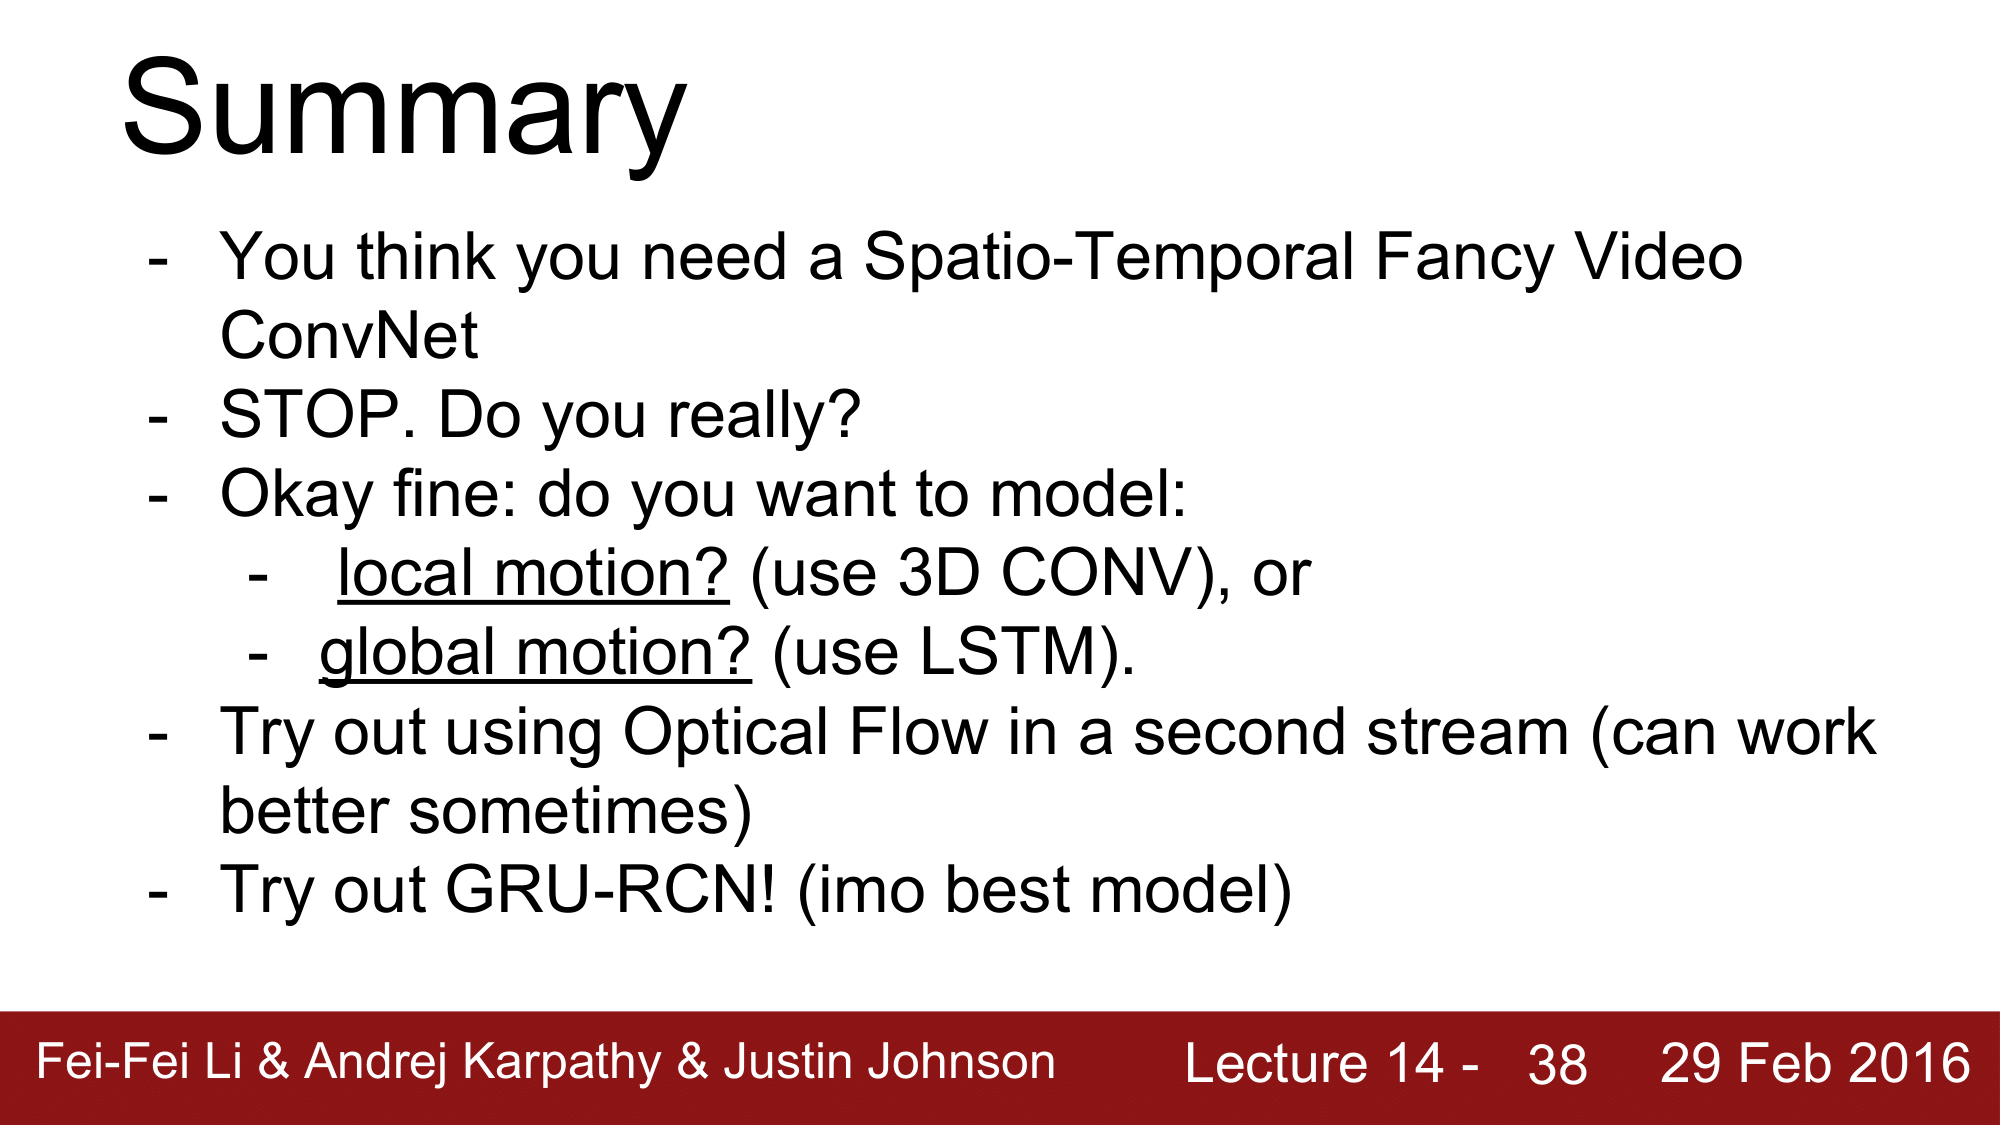 Summary
- You think you need a Spatio-Temporal Fancy Video
ConvNet
- STOP. Do you really?
- Okay fine: do you want to model:
- local motion? (use 3D CONV), or
- global motion? (use LSTM).
- Try out using Optical Flow in a second stream (can work
better sometimes)
- Try out GRU-RCN! (imo best model)
Fei-Fei Li & Andrej Karpathy & Justin Johnson Lecture 14 - 38 29 Feb 2016